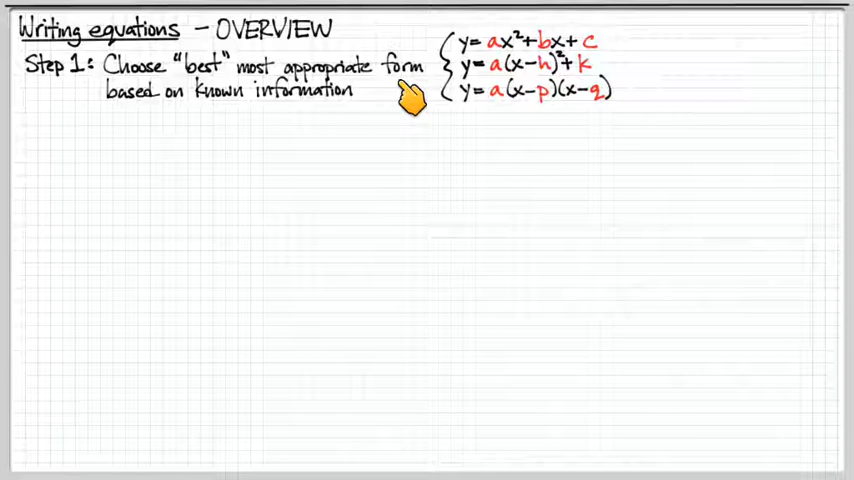 Writing equations - OVERVIEW
Step 1: Choose "best" most appropriate form
based on known information
y = ax²+bx+c
y = a(x-h)²+k
y = a(x-p)(x-q)